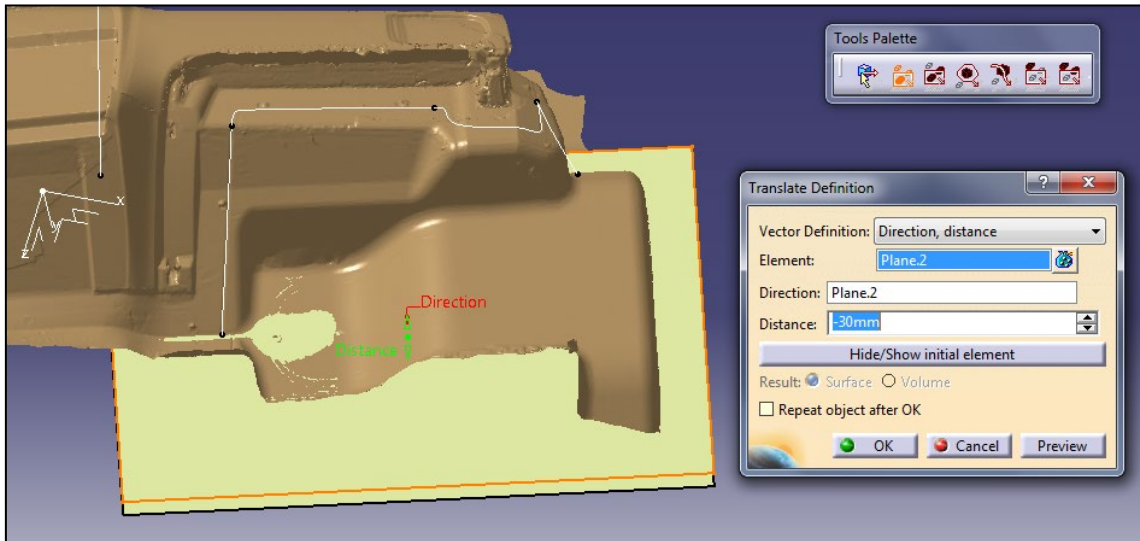 Tools Palette
Translate Definition
?
Vector Definition: Direction, distance
Element: Plane.2
Direction: Plane.2
Distance: -30mm
Hide/Show initial element
Result: Surface Volume
Repeat object after OK
OK Cancel Preview
Direction
Distance
x
y
z